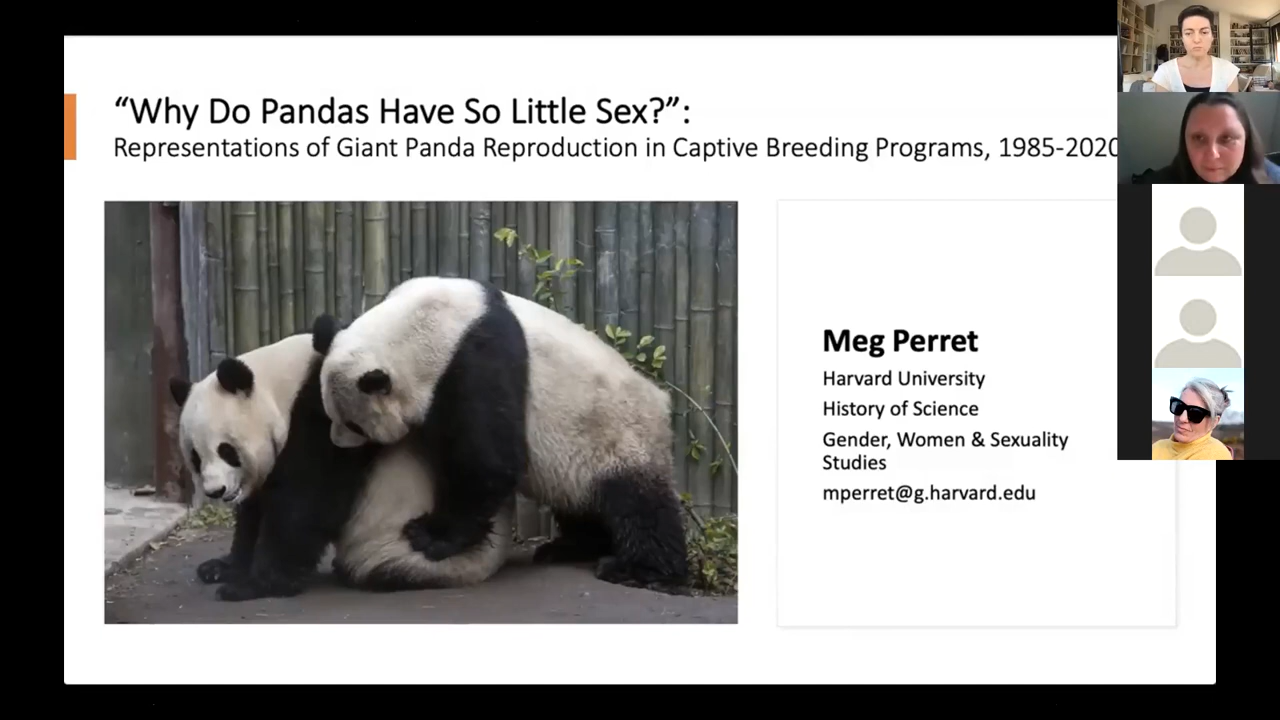 “Why Do Pandas Have So Little Sex?”:
Representations of Giant Panda Reproduction in Captive Breeding Programs, 1985-2020
Meg Perret
Harvard University
History of Science
Gender, Women & Sexuality
Studies
mperret@g.harvard.edu